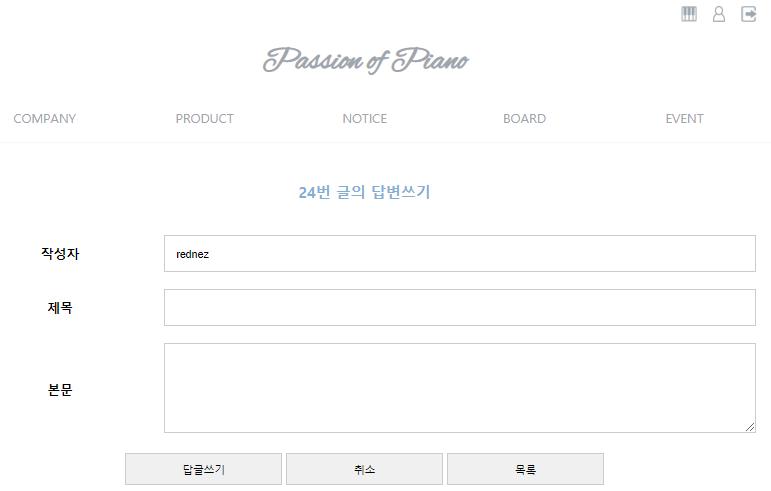 Passion of Piano
COMPANY PRODUCT NOTICE BOARD EVENT
24번 글의 답변쓰기
작성자 rednez
제목
본문
답글쓰기 취소 목록